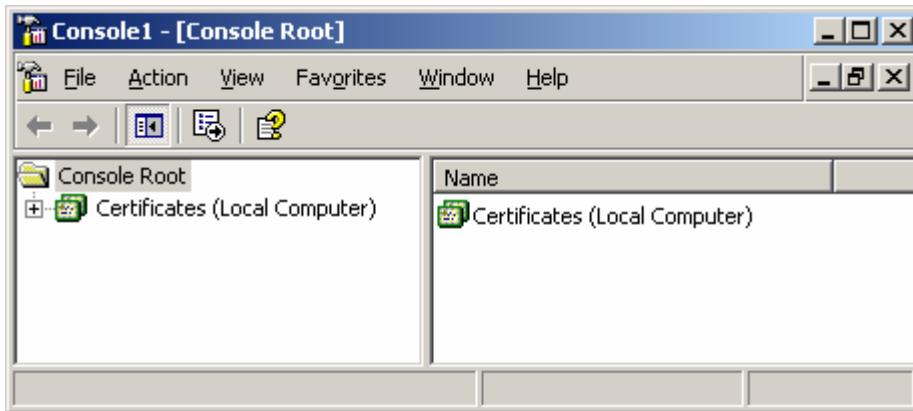 Console1 - [Console Root]
File Action View Favorites Window Help
Console Root
Certificates (Local Computer)
Name
Certificates (Local Computer)